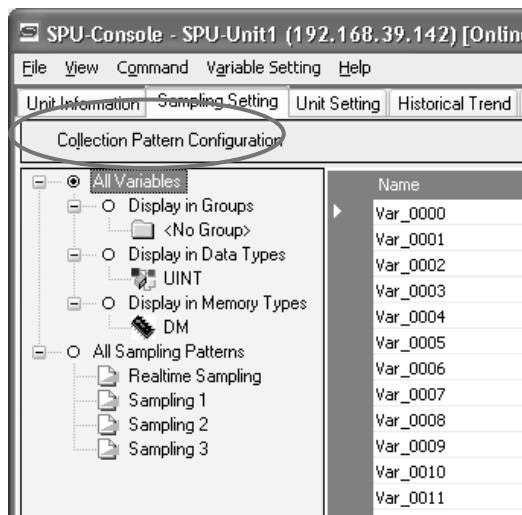 SPU-Console - SPU-Unit1 (192.168.39.142) [Online
File View Command Variable Setting Help
Unit Information Sampling Setting Unit Setting Historical Trend
Collection Pattern Configuration
All Variables
Display in Groups
<No Group>
Display in Data Types
UINT
Display in Memory Types
DM
All Sampling Patterns
Realtime Sampling
Sampling 1
Sampling 2
Sampling 3
Name
Var_0000
Var_0001
Var_0002
Var_0003
Var_0004
Var_0005
Var_0006
Var_0007
Var_0008
Var_0009
Var_0010
Var_0011